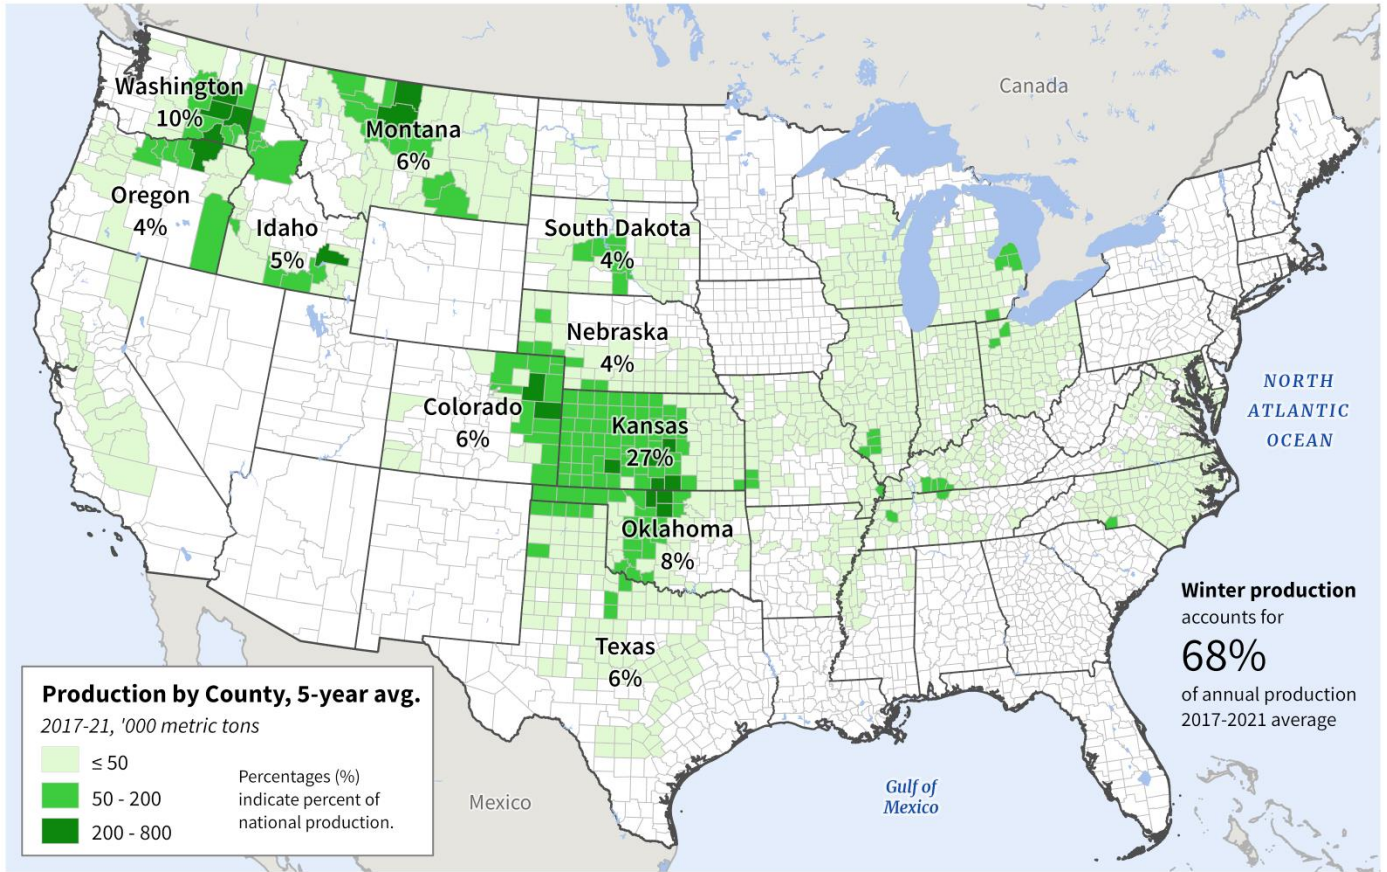 Canada
Washington
10%
Montana
6%
Oregon
4%
Idaho
5%
South Dakota
4%
Nebraska
4%
Colorado
6%
Kansas
27%
Oklahoma
8%
Texas
6%
NORTH
ATLANTIC
OCEAN
Winter production
accounts for
68%
of annual production
2017-2021 average
Gulf of
Mexico
Mexico
Production by County, 5-year avg.
2017-21, '000 metric tons
≤ 50
50 - 200
200 - 800
Percentages (%)
indicate percent of
national production.